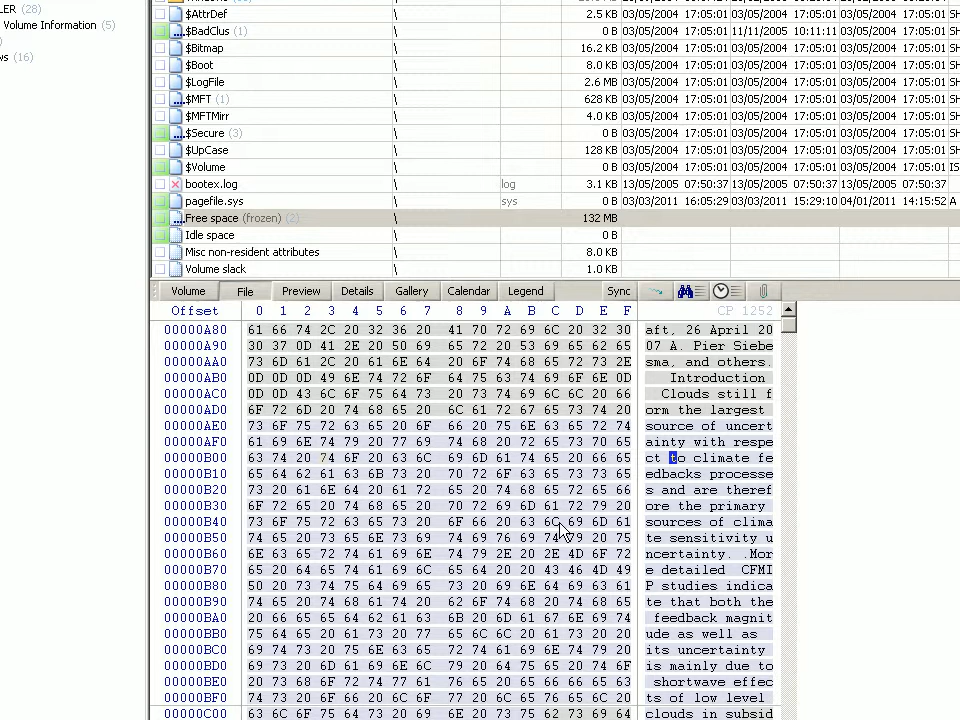 LER (28)
Volume Information (5)
)
ws (16)
$AttrDef \ 2.5 KB 03/05/2004 17:05:01 03/05/2004 17:05:01 03/05/2004 17:05:01 SH
$BadClus (1) \ 0 B 03/05/2004 17:05:01 11/11/2005 10:11:11 03/05/2004 17:05:01 SH
$Bitmap \ 16.2 KB 03/05/2004 17:05:01 03/05/2004 17:05:01 03/05/2004 17:05:01 SH
$Boot \ 8.0 KB 03/05/2004 17:05:01 03/05/2004 17:05:01 03/05/2004 17:05:01 SH
$LogFile \ 2.6 MB 03/05/2004 17:05:01 03/05/2004 17:05:01 03/05/2004 17:05:01 SH
$MFT (1) \ 628 KB 03/05/2004 17:05:01 03/05/2004 17:05:01 03/05/2004 17:05:01 SH
$MFTMirr \ 4.0 KB 03/05/2004 17:05:01 03/05/2004 17:05:01 03/05/2004 17:05:01 SH
$Secure (3) \ 0 B 03/05/2004 17:05:01 03/05/2004 17:05:01 03/05/2004 17:05:01 SH
$UpCase \ 128 KB 03/05/2004 17:05:01 03/05/2004 17:05:01 03/05/2004 17:05:01 SH
$Volume \ 0 B 03/05/2004 17:05:01 03/05/2004 17:05:01 03/05/2004 17:05:01 IS
bootex.log \ log 3.1 KB 13/05/2005 07:50:37 13/05/2005 07:50:37 13/05/2005 07:50:37
pagefile.sys \ sys 0 B 03/03/2011 16:05:29 03/03/2011 15:29:10 04/01/2011 14:15:52 A
Free space (frozen) (2) \ 132 MB
Idle space \ 0 B
Misc non-resident attributes \ 8.0 KB
Volume slack \ 1.0 KB
Volume File Preview Details Gallery Calendar Legend Sync
Offset 0 1 2 3 4 5 6 7 8 9 A B C D E F CP 1252
00000A80 61 66 74 2C 20 32 36 20 41 70 72 69 6C 20 32 30 aft, 26 April 20
00000A90 30 37 0D 41 2E 20 50 69 65 72 20 53 69 65 62 65 07 A. Pier Siebe
00000AA0 73 6D 61 2C 20 61 6E 64 20 6F 74 68 65 72 73 2E sma, and others.
00000AB0 0D 0D 0D 49 6E 74 72 6F 64 75 63 74 69 6F 6E 0D Introduction
00000AC0 0D 0D 43 6C 6F 75 64 73 20 73 74 69 6C 6C 20 66 Clouds still f
00000AD0 6F 72 6D 20 74 68 65 20 6C 61 72 67 65 73 74 20 orm the largest
00000AE0 73 6F 75 72 63 65 20 6F 66 20 75 6E 63 65 72 74 source of uncert
00000AF0 61 69 6E 74 79 20 77 69 74 68 20 72 65 73 70 65 ainty with respe
00000B00 63 74 20 74 6F 20 63 6C 69 6D 61 74 65 20 66 65 ct to climate fe
00000B10 65 64 62 61 63 6B 73 20 70 72 6F 63 65 73 73 65 edbacks processe
00000B20 73 20 61 6E 64 20 61 72 65 20 74 68 65 72 65 66 s and are theref
00000B30 6F 72 65 20 74 68 65 20 70 72 69 6D 61 72 79 20 ore the primary
00000B40 73 6F 75 72 63 65 73 20 6F 66 20 63 6C 69 6D 61 sources of clima
00000B50 74 65 20 73 65 6E 73 69 74 69 76 69 74 79 20 75 te sensitivity u
00000B60 6E 63 65 72 74 61 69 6E 74 79 2E 20 2E 4D 6F 72 ncertainty. .Mor
00000B70 65 20 64 65 74 61 69 6C 65 64 20 20 43 46 4D 49 e detailed  CFMI
00000B80 50 20 73 74 75 64 69 65 73 20 69 6E 64 69 63 61 P studies indica
00000B90 74 65 20 74 68 61 74 20 62 6F 74 68 20 74 68 65 te that both the
00000BA0 20 66 65 65 64 62 61 63 6B 20 6D 61 67 6E 69 74 feedback magnit
00000BB0 75 64 65 20 61 73 20 77 65 6C 6C 20 61 73 20 20 ude as well as
00000BC0 69 74 73 20 75 6E 63 65 72 74 61 69 6E 74 79 20 its uncertainty
00000BD0 69 73 20 6D 61 69 6E 6C 79 20 64 75 65 20 74 6F is mainly due to
00000BE0 20 73 68 6F 72 74 77 61 76 65 20 65 66 66 65 63 shortwave effec
00000BF0 74 73 20 6F 66 20 6C 6F 77 20 6C 65 76 65 6C 20 ts of low level
00000C00 63 6C 6F 75 64 73 20 69 6E 20 73 75 62 73 69 64 clouds in subsid